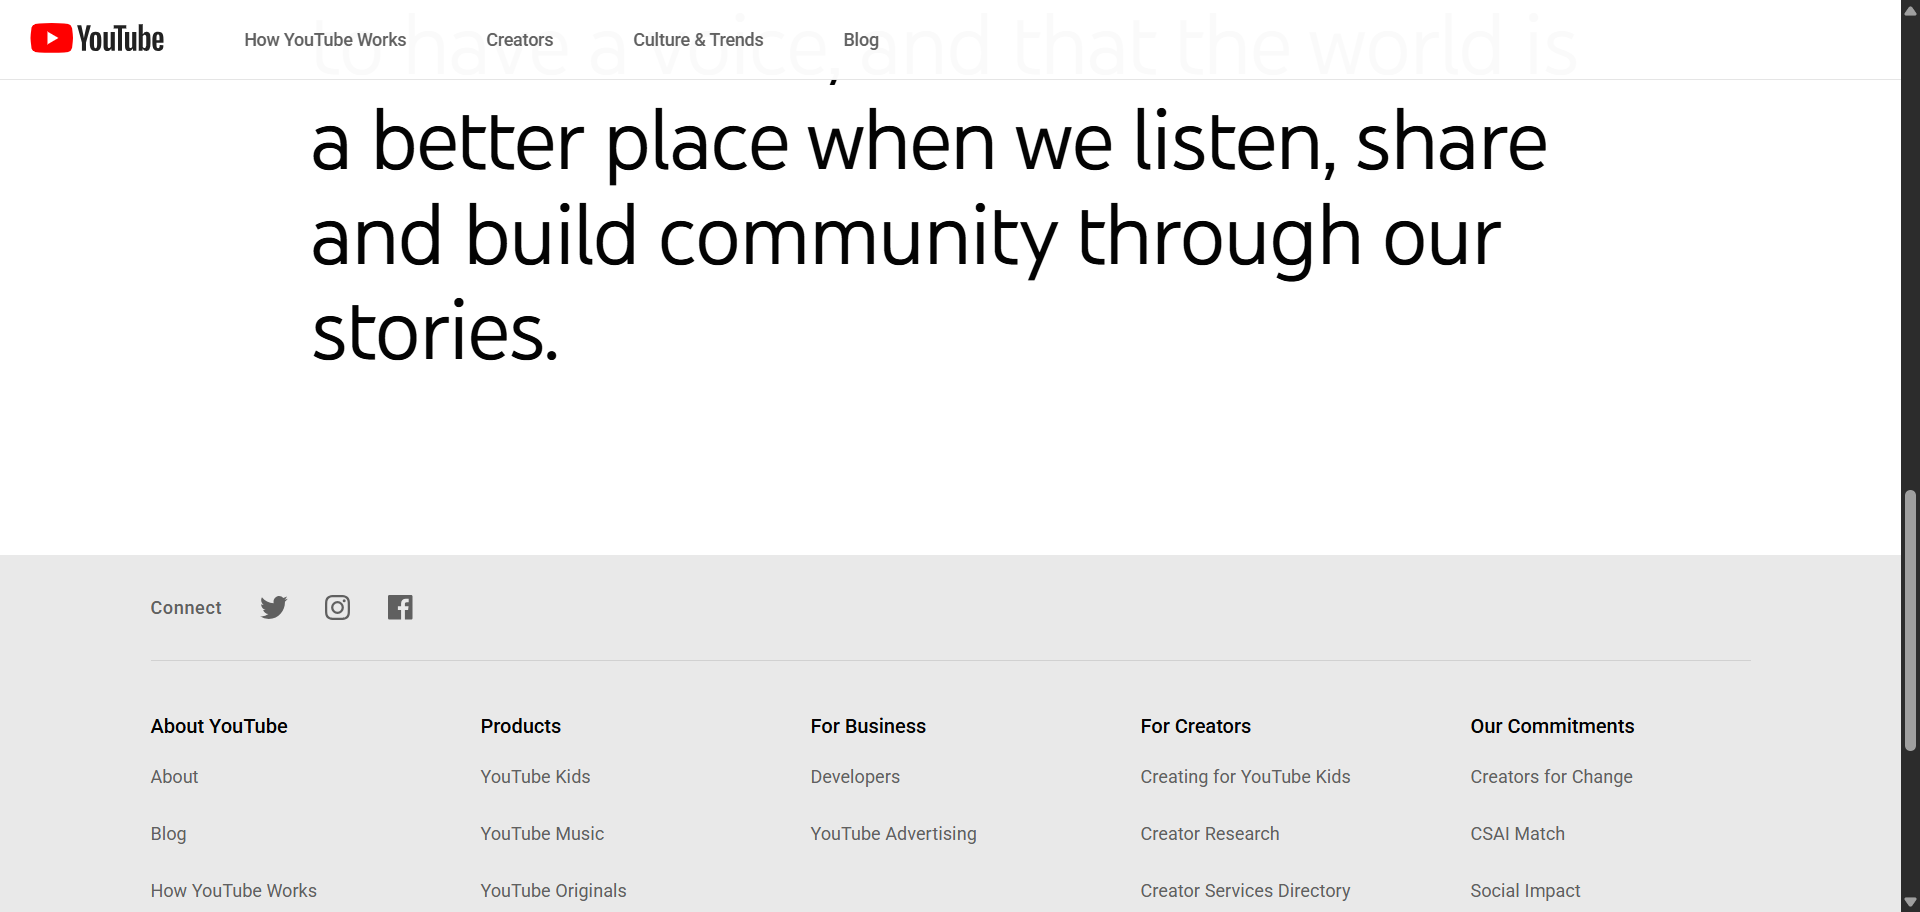 YouTube How YouTube Works Creators Culture & Trends Blog
to have a voice, and that the world is
a better place when we listen, share
and build community through our
stories.
Connect
About YouTube Products For Business For Creators Our Commitments
About YouTube Kids Developers Creating for YouTube Kids Creators for Change
Blog YouTube Music YouTube Advertising Creator Research CSAI Match
How YouTube Works YouTube Originals Creator Services Directory Social Impact